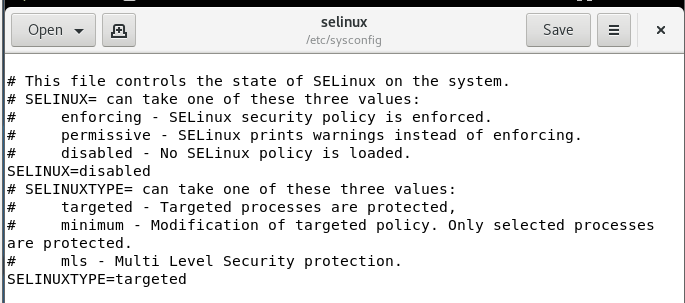 Open
selinux
/etc/sysconfig
Save
# This file controls the state of SELinux on the system.
# SELINUX= can take one of these three values:
#     enforcing - SELinux security policy is enforced.
#     permissive - SELinux prints warnings instead of enforcing.
#     disabled - No SELinux policy is loaded.
SELINUX=disabled
# SELINUXTYPE= can take one of these three values:
#     targeted - Targeted processes are protected,
#     minimum - Modification of targeted policy. Only selected processes
are protected.
#     mls - Multi Level Security protection.
SELINUXTYPE=targeted